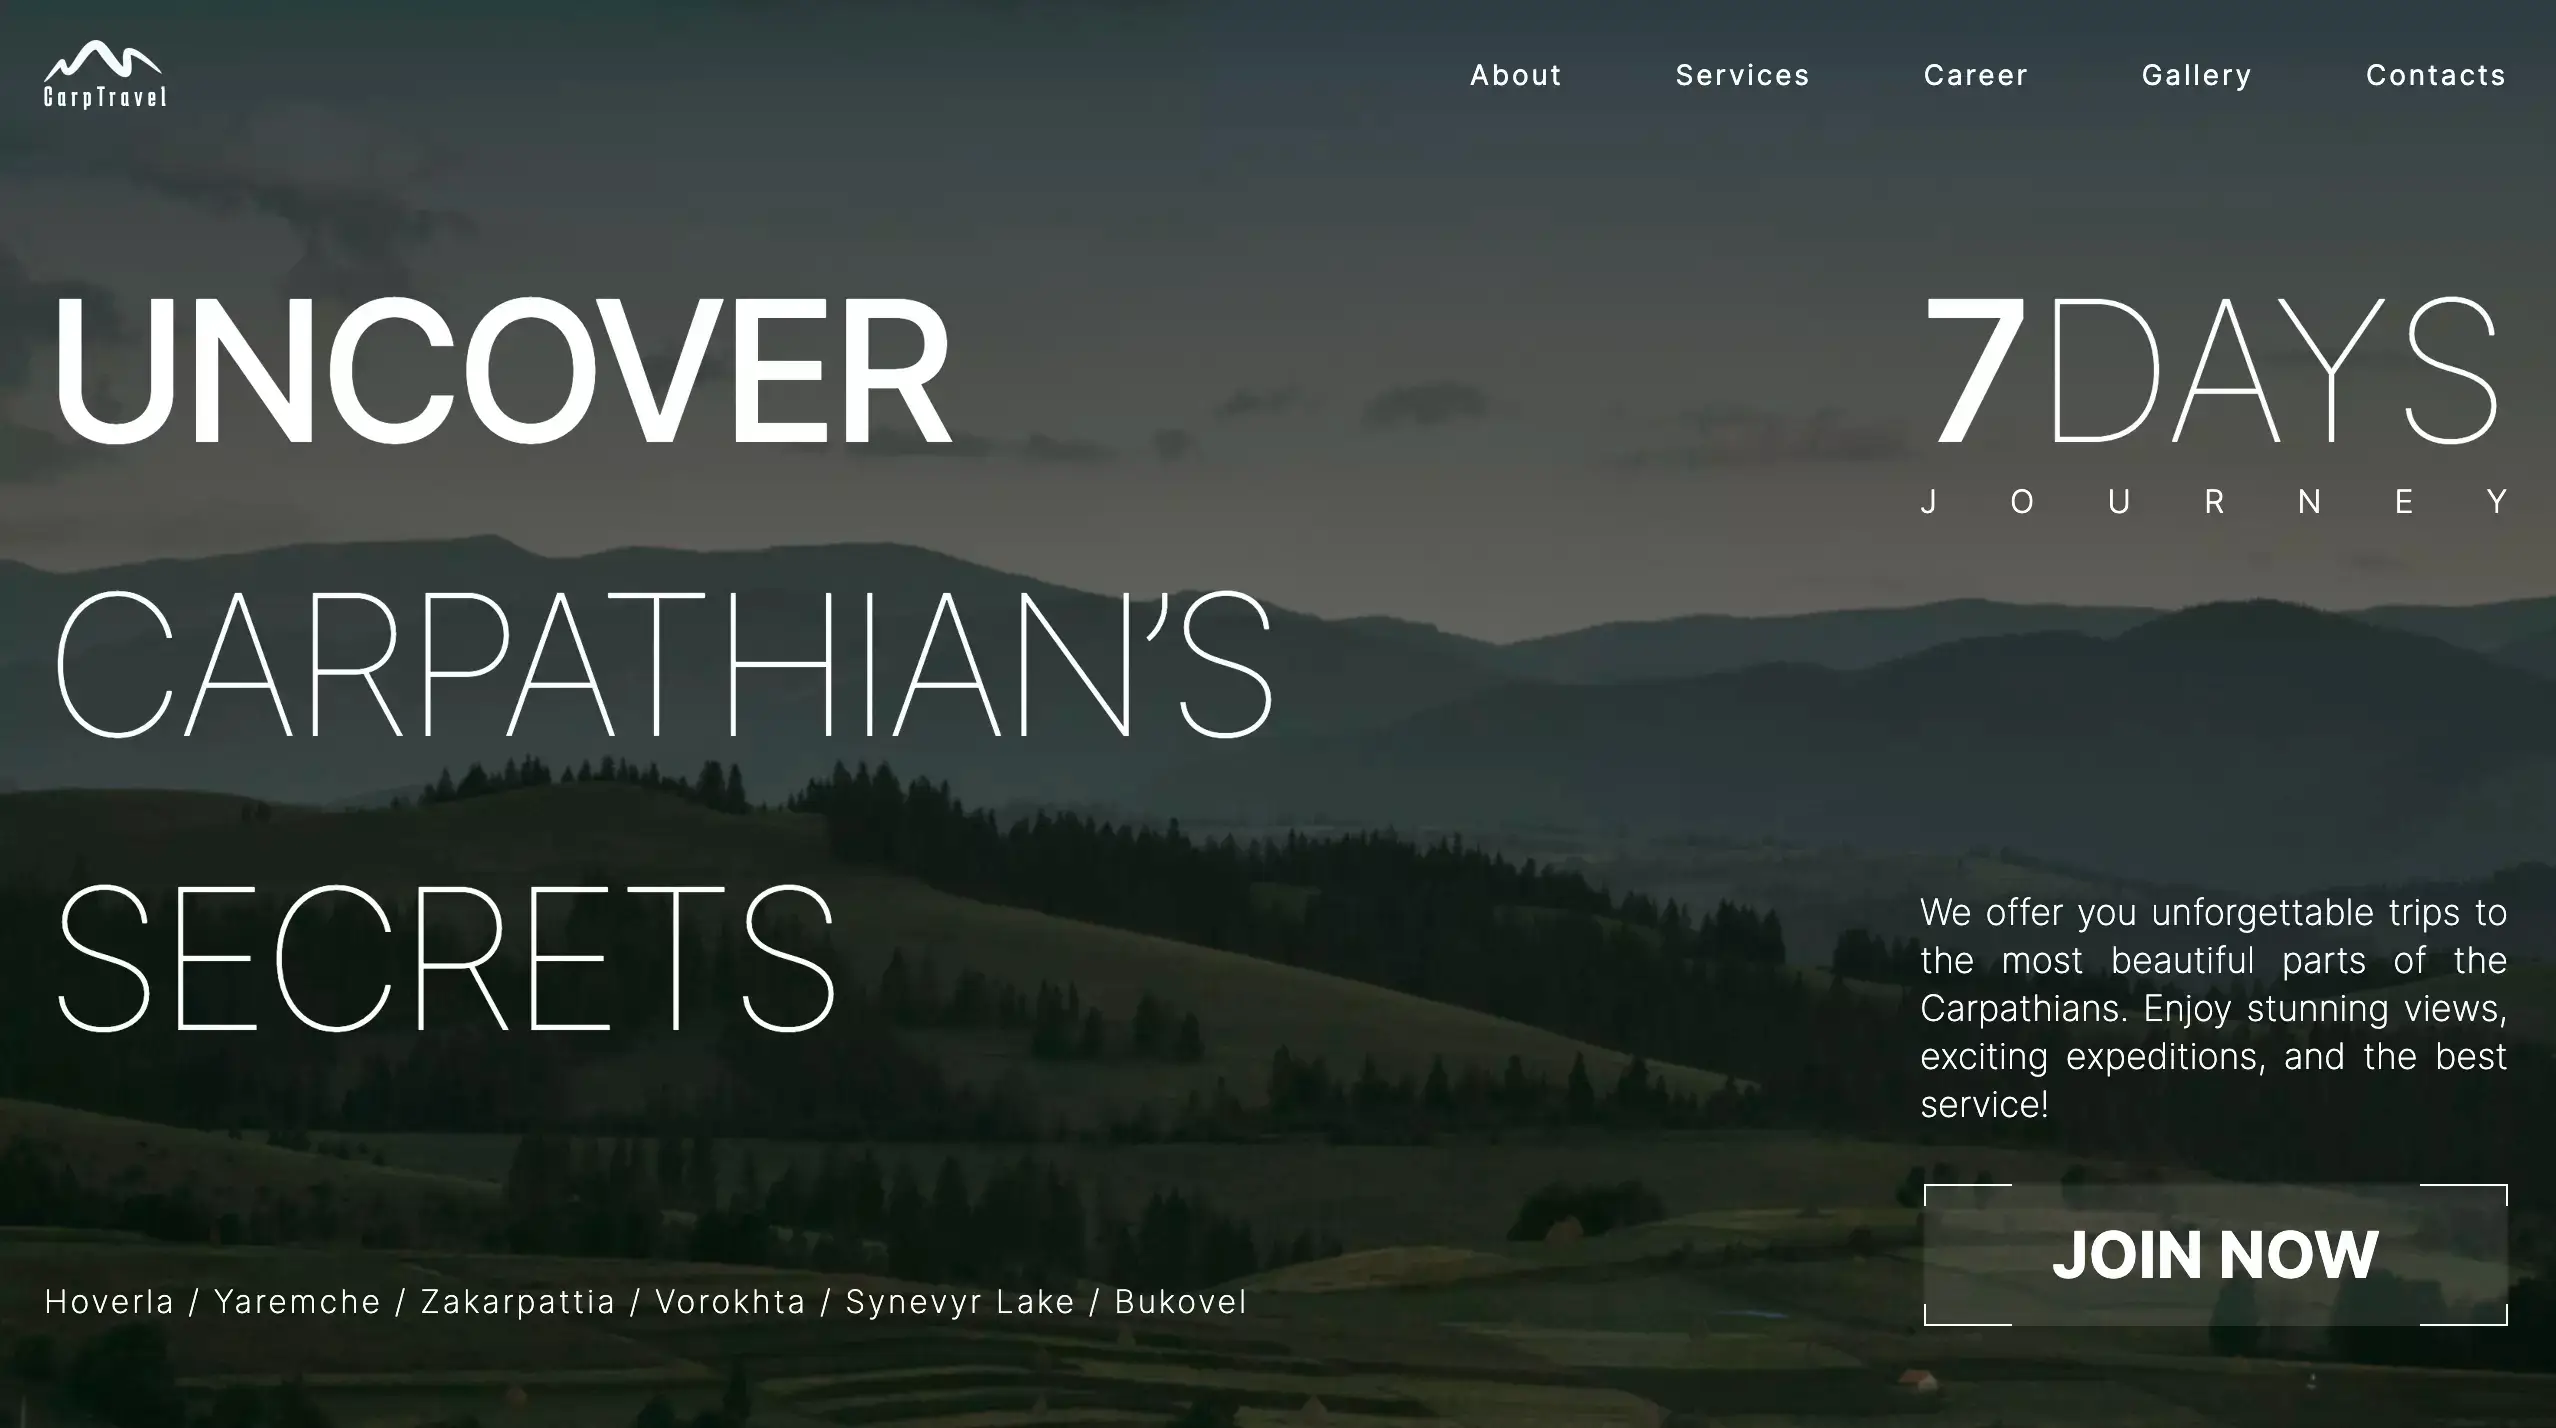 CarpTravel
About
Services
Career
Gallery
Contacts
UNCOVER
CARPATHIAN’S
SECRETS
7DAYS
JOURNEY
We offer you unforgettable trips to
the most beautiful parts of the
Carpathians. Enjoy stunning views,
exciting expeditions, and the best
service!
JOIN NOW
Hoverla / Yaremche / Zakarpattia / Vorokhta / Synevyr Lake / Bukovel